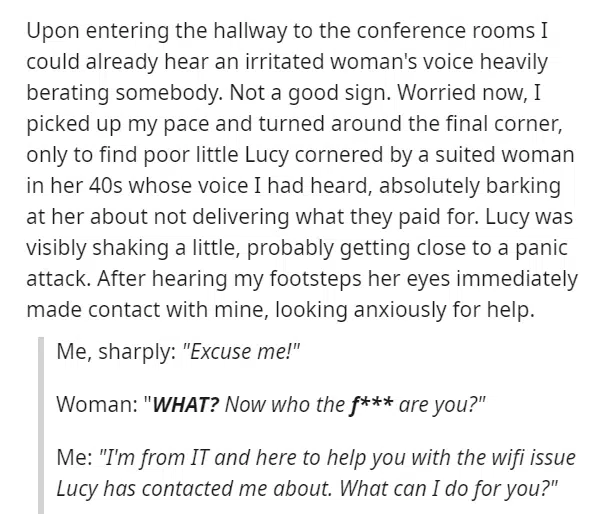 Upon entering the hallway to the conference rooms I
could already hear an irritated woman's voice heavily
berating somebody. Not a good sign. Worried now, I
picked up my pace and turned around the final corner,
only to find poor little Lucy cornered by a suited woman
in her 40s whose voice I had heard, absolutely barking
at her about not delivering what they paid for. Lucy was
visibly shaking a little, probably getting close to a panic
attack. After hearing my footsteps her eyes immediately
made contact with mine, looking anxiously for help.
Me, sharply: "Excuse me!"
Woman: "WHAT? Now who the f*** are you?"
Me: "I'm from IT and here to help you with the wifi issue
Lucy has contacted me about. What can I do for you?"